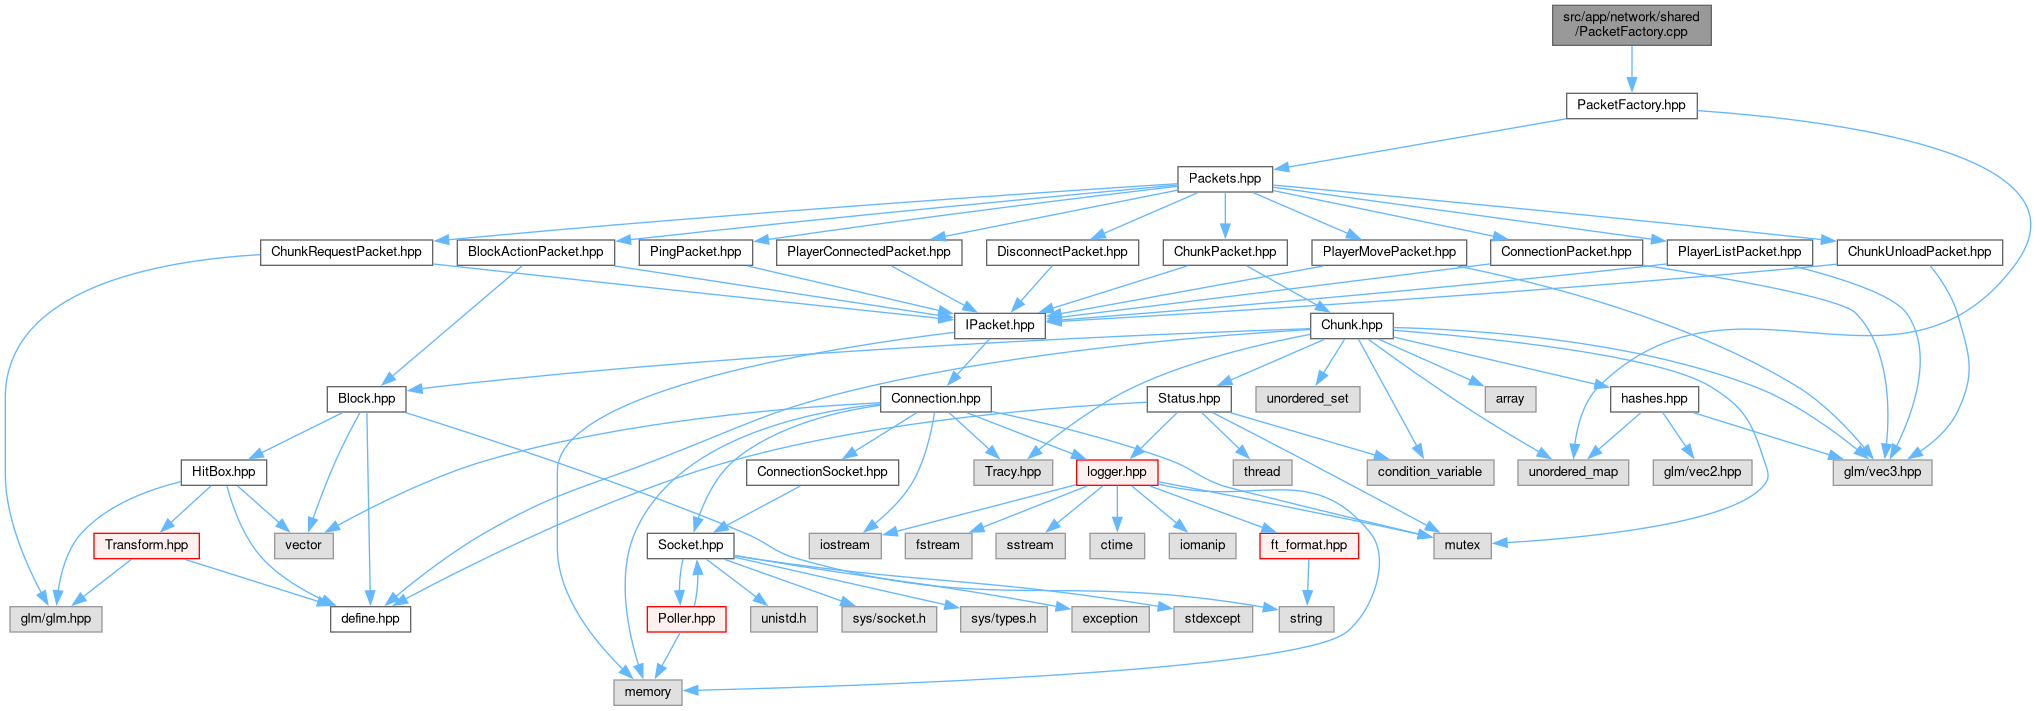 src/app/network/shared
/PacketFactory.cpp
PacketFactory.hpp
Packets.hpp
ChunkRequestPacket.hpp
BlockActionPacket.hpp
PingPacket.hpp
PlayerConnectedPacket.hpp
DisconnectPacket.hpp
ChunkPacket.hpp
PlayerMovePacket.hpp
ConnectionPacket.hpp
PlayerListPacket.hpp
ChunkUnloadPacket.hpp
IPacket.hpp
Chunk.hpp
Block.hpp
Connection.hpp
Status.hpp
unordered_set
array
hashes.hpp
HitBox.hpp
ConnectionSocket.hpp
Tracy.hpp
logger.hpp
thread
condition_variable
unordered_map
glm/vec2.hpp
glm/vec3.hpp
Transform.hpp
vector
Socket.hpp
iostream
fstream
sstream
ctime
iomanip
ft_format.hpp
mutex
glm/glm.hpp
define.hpp
Poller.hpp
unistd.h
sys/socket.h
sys/types.h
exception
stdexcept
string
memory